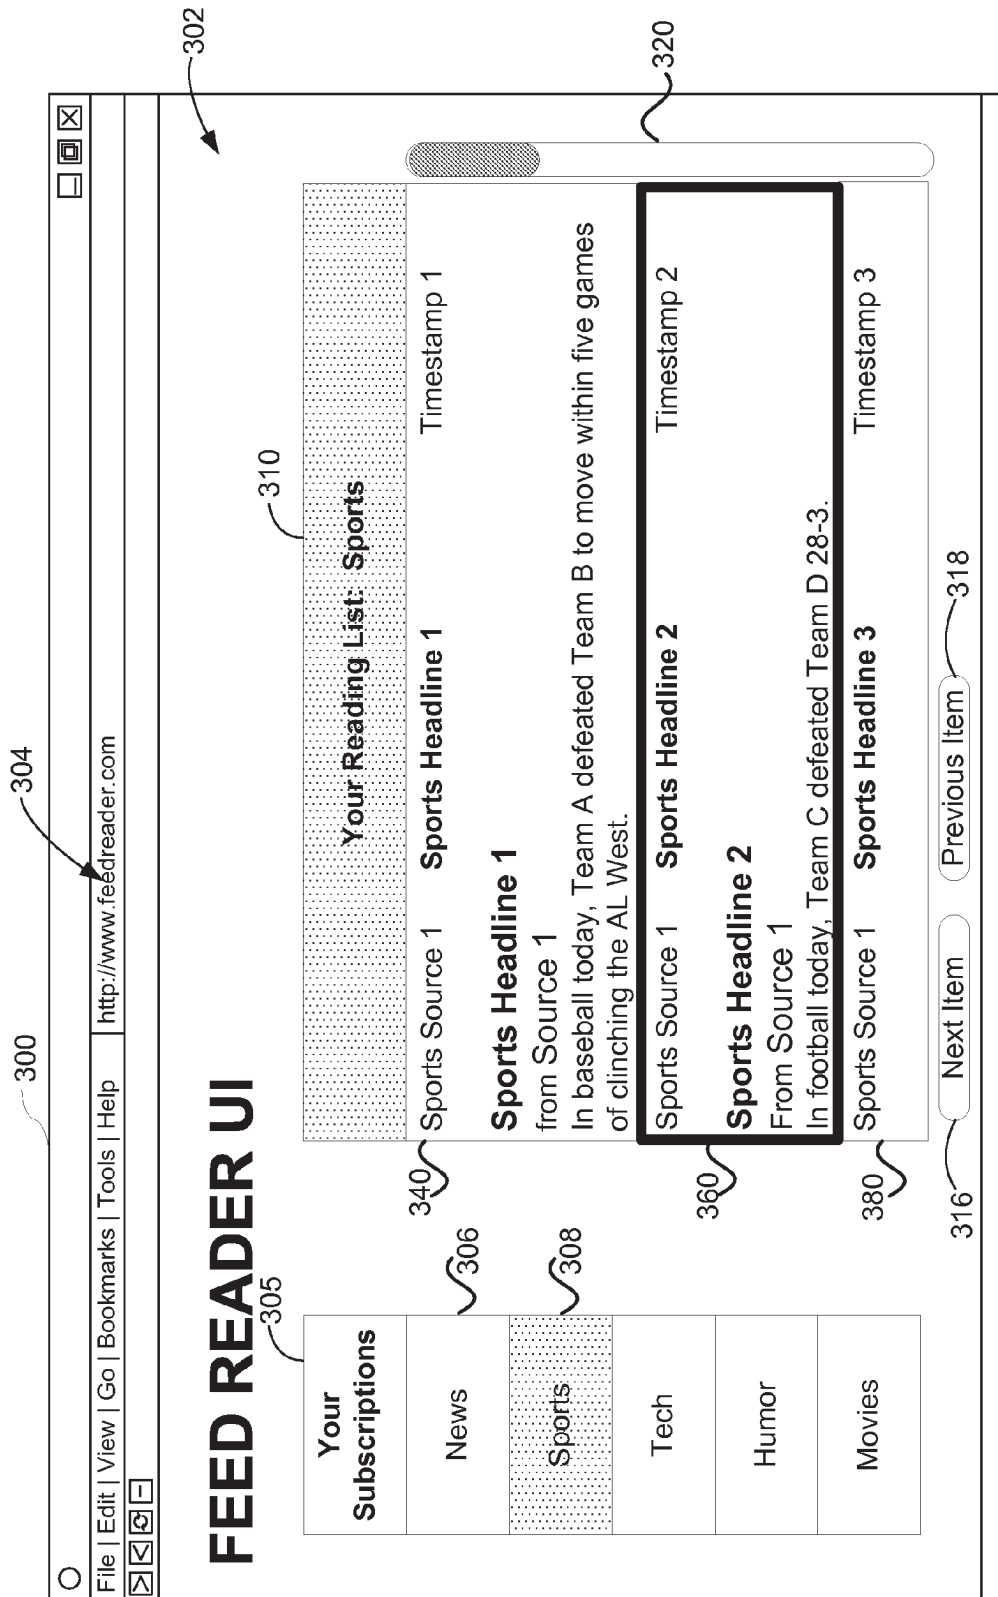 300
304
302
File | Edit | View | Go | Bookmarks | Tools | Help
http://www.feedreader.com
FEED READER UI
305
310
320
Your
Subscriptions
News
306
Sports
308
Tech
Humor
Movies
Your Reading List: Sports
340
Sports Source 1 Sports Headline 1 Timestamp 1
Sports Headline 1
from Source 1
In baseball today, Team A defeated Team B to move within five games
of clinching the AL West.
360
Sports Source 1 Sports Headline 2 Timestamp 2
Sports Headline 2
From Source 1
In football today, Team C defeated Team D 28-3.
380
Sports Source 1 Sports Headline 3 Timestamp 3
316
Next Item
Previous Item
318